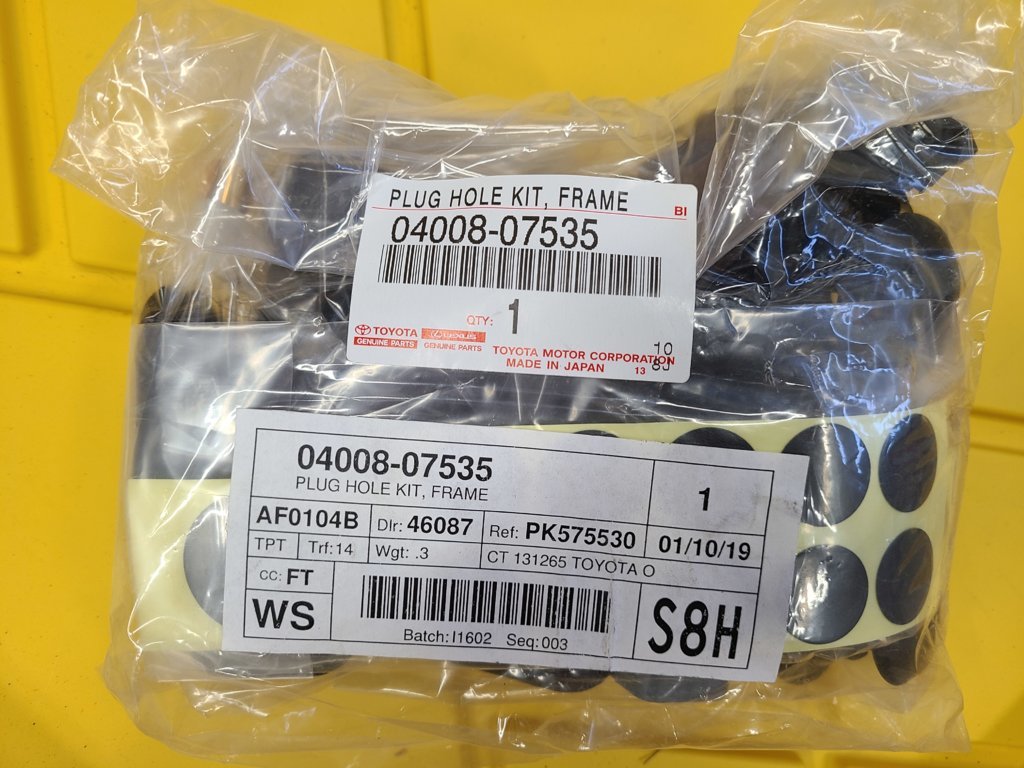 PLUG HOLE KIT, FRAME
BI
04008-07535
QTY: 1
TOYOTA LEXUS
GENUINE PARTS GENUINE PARTS
10
8J
TOYOTA MOTOR CORPORATION
MADE IN JAPAN 13
04008-07535
PLUG HOLE KIT, FRAME
1
AF0104B Dlr: 46087 Ref: PK575530 01/10/19
TPT Trf: 14 Wgt: .3 CT 131265 TOYOTA O
CC: FT
WS
S8H
Batch: I1602 Seq: 003